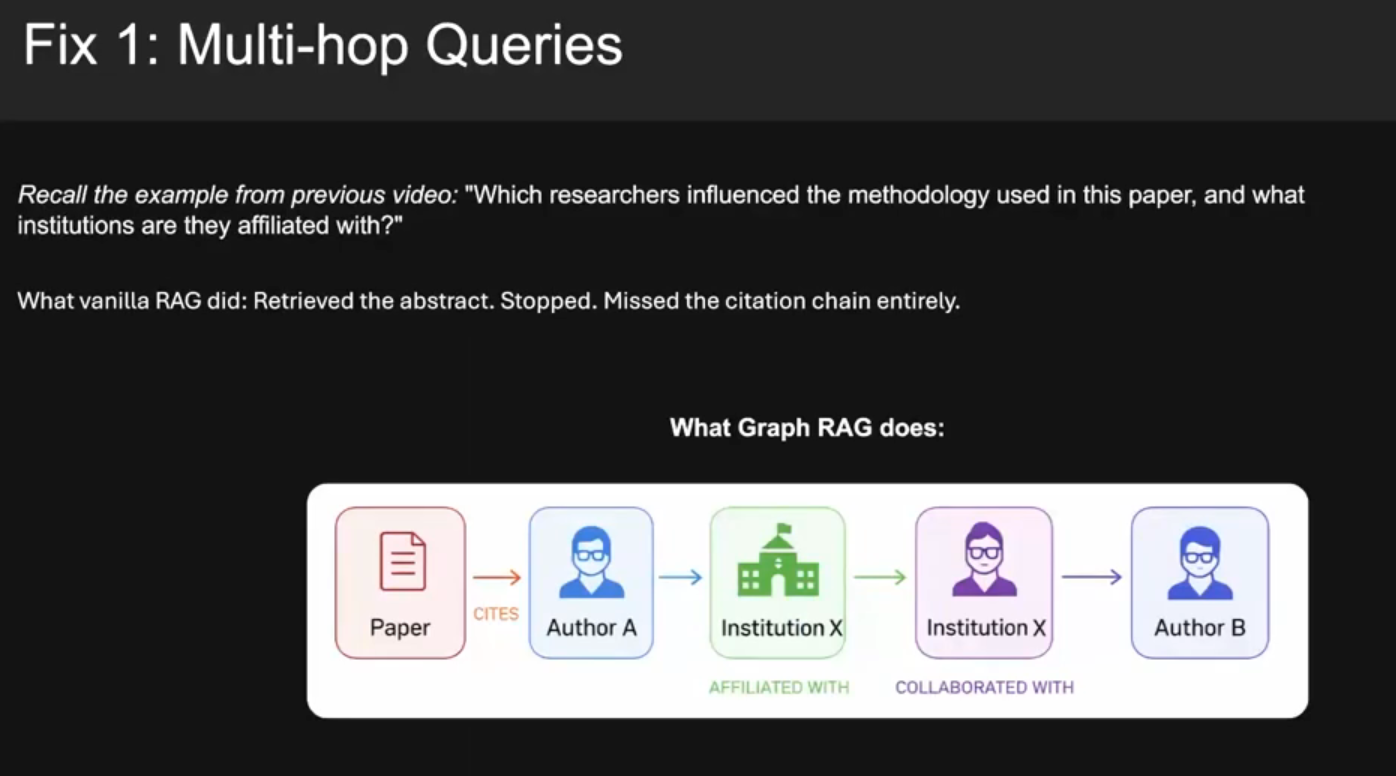 Fix 1: Multi-hop Queries
Recall the example from previous video: "Which researchers influenced the methodology used in this paper, and what
institutions are they affiliated with?"
What vanilla RAG did: Retrieved the abstract. Stopped. Missed the citation chain entirely.
What Graph RAG does:
Paper
CITES
Author A
Institution X
AFFILIATED WITH
Institution X
COLLABORATED WITH
Author B